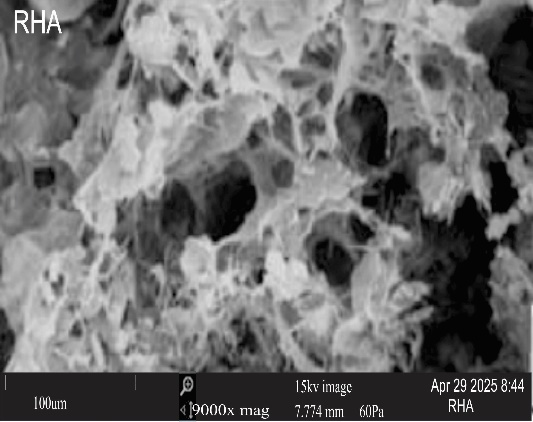 RHA
100um
9000x mag
15kv image
7.774 mm 60Pa
Apr 29 2025 8:44
RHA